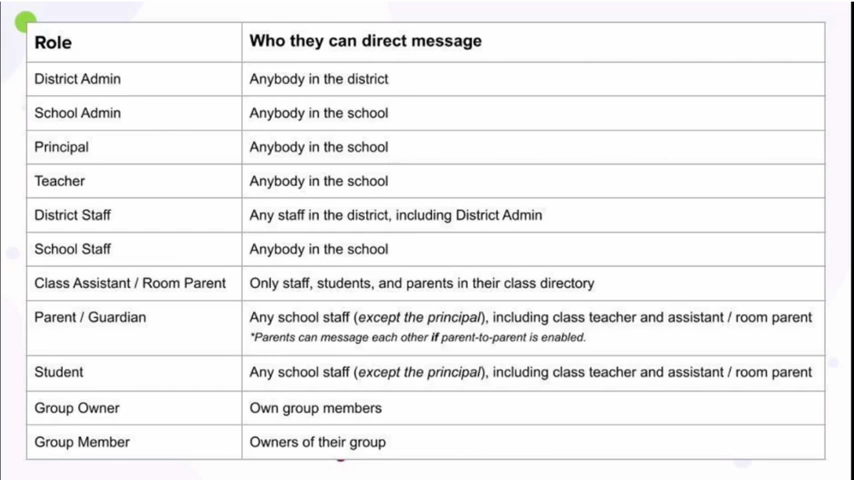 Role Who they can direct message
District Admin Anybody in the district
School Admin Anybody in the school
Principal Anybody in the school
Teacher Anybody in the school
District Staff Any staff in the district, including District Admin
School Staff Anybody in the school
Class Assistant / Room Parent Only staff, students, and parents in their class directory
Parent / Guardian Any school staff (except the principal), including class teacher and assistant / room parent
*Parents can message each other if parent-to-parent is enabled.
Student Any school staff (except the principal), including class teacher and assistant / room parent
Group Owner Own group members
Group Member Owners of their group